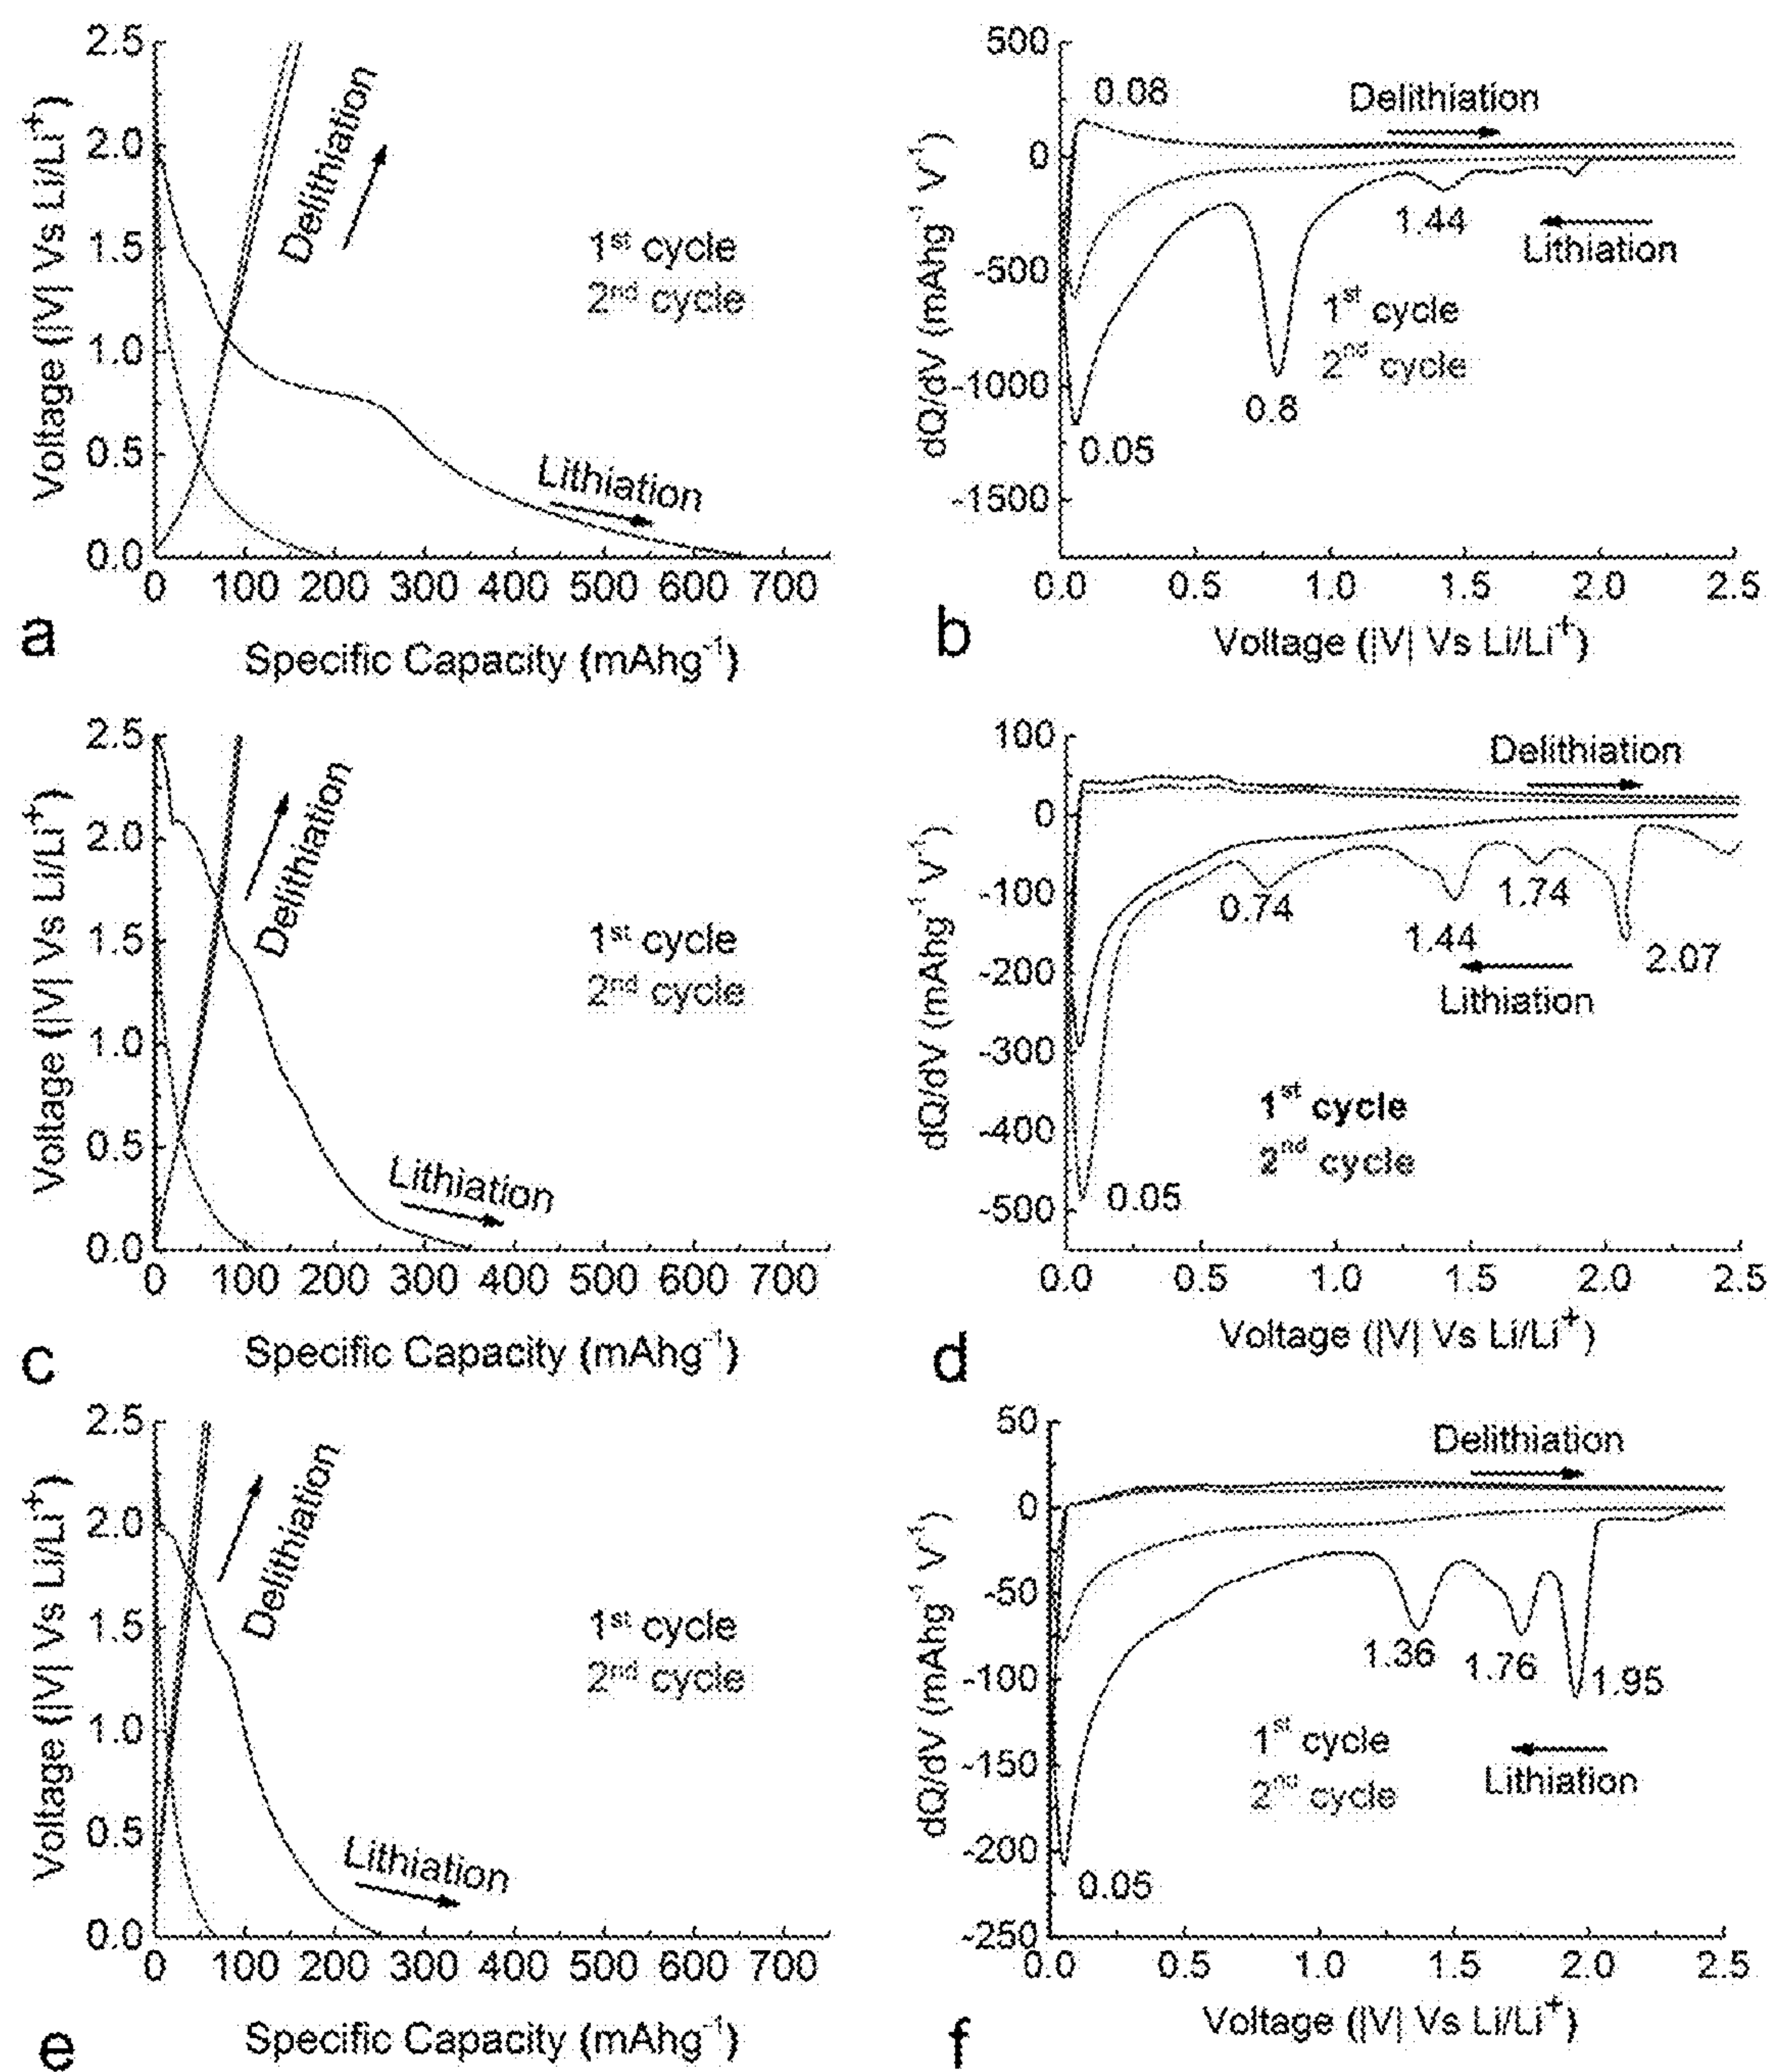 2.5
2.0
1.5
1.0
0.5
0.0
Voltage (|V| Vs Li/Li⁺)
Delithiation
1st cycle
2nd cycle
Lithiation
0 100 200 300 400 500 600 700
Specific Capacity (mAhg⁻¹)
a
500
0
-500
-1000
-1500
dQ/dV (mAhg⁻¹ V⁻¹)
0.08
Delithiation
1.44
Lithiation
1st cycle
2nd cycle
0.8
0.05
0.0 0.5 1.0 1.5 2.0 2.5
Voltage (|V| Vs Li/Li⁺)
b
2.5
2.0
1.5
1.0
0.5
0.0
Voltage (|V| Vs Li/Li⁺)
Delithiation
1st cycle
2nd cycle
Lithiation
0 100 200 300 400 500 600 700
Specific Capacity (mAhg⁻¹)
c
100
0
-100
-200
-300
-400
-500
dQ/dV (mAhg⁻¹ V⁻¹)
Delithiation
0.74
1.44
1.74
2.07
Lithiation
1st cycle
2nd cycle
0.05
0.0 0.5 1.0 1.5 2.0 2.5
Voltage (|V| Vs Li/Li⁺)
d
2.5
2.0
1.5
1.0
0.5
0.0
Voltage (|V| Vs Li/Li⁺)
Delithiation
1st cycle
2nd cycle
Lithiation
0 100 200 300 400 500 600 700
Specific Capacity (mAhg⁻¹)
e
50
0
-50
-100
-150
-200
-250
dQ/dV (mAhg⁻¹ V⁻¹)
Delithiation
1.36
1.76
1.95
1st cycle
2nd cycle
Lithiation
0.05
0.0 0.5 1.0 1.5 2.0 2.5
Voltage (|V| Vs Li/Li⁺)
f